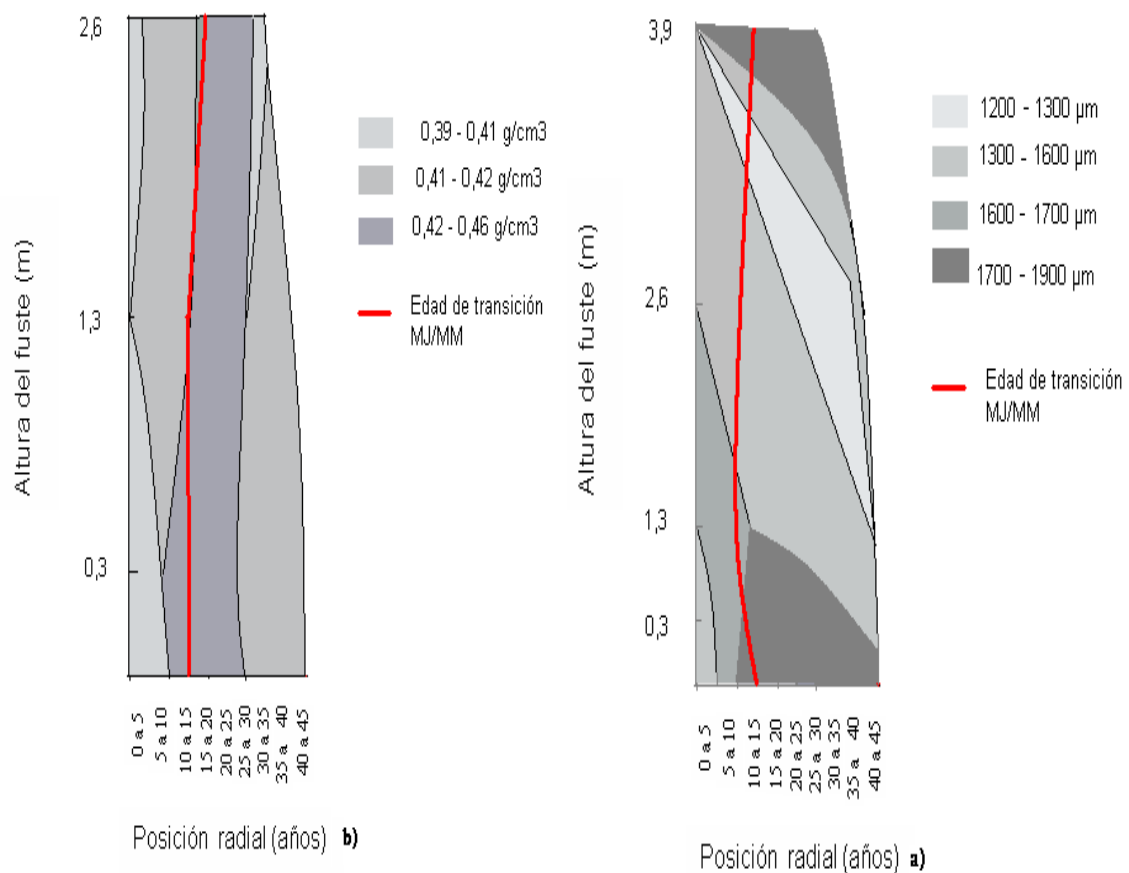 2,6
1,3
0,3
Altura del fuste (m)
0,39 - 0,41 g/cm3
0,41 - 0,42 g/cm3
0,42 - 0,46 g/cm3
Edad de transición
MJ/MM
0 a 5
5 a 10
10 a 15
15 a 20
20 a 25
25 a 30
30 a 35
35 a 40
40 a 45
Posición radial (años) b)
3,9
2,6
1,3
0,3
Altura del fuste (m)
1200 - 1300 µm
1300 - 1600 µm
1600 - 1700 µm
1700 - 1900 µm
Edad de transición
MJ/MM
0 a 5
5 a 10
10 a 15
15 a 20
20 a 25
25 a 30
30 a 35
35 a 40
40 a 45
Posición radial (años) a)